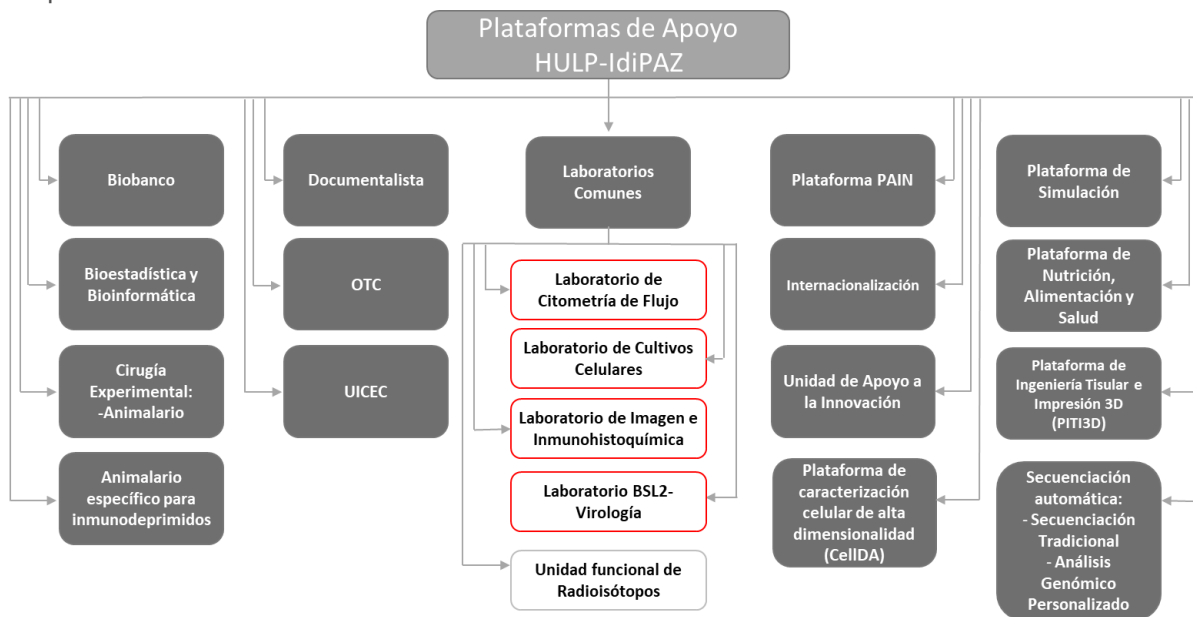 Plataformas de Apoyo
HULP-IdiPAZ
Biobanco
Bioestadística y
Bioinformática
Cirugía
Experimental:
-Animalario
Animalario
específico para
inmunodeprimidos
Documentalista
OTC
UICEC
Laboratorios
Comunes
Laboratorio de
Citometría de Flujo
Laboratorio de Cultivos
Celulares
Laboratorio de Imagen e
Inmunohistoquímica
Laboratorio BSL2-
Virología
Unidad funcional de
Radioisótopos
Plataforma PAIN
Internacionalización
Unidad de Apoyo a
la Innovación
Plataforma de
caracterización
celular de alta
dimensionalidad
(CellDA)
Plataforma de
Simulación
Plataforma de
Nutrición,
Alimentación y
Salud
Plataforma de
Ingeniería Tisular e
Impresión 3D
(PITI3D)
Secuenciación
automática:
- Secuenciación
Tradicional
- Análisis
Genómico
Personalizado